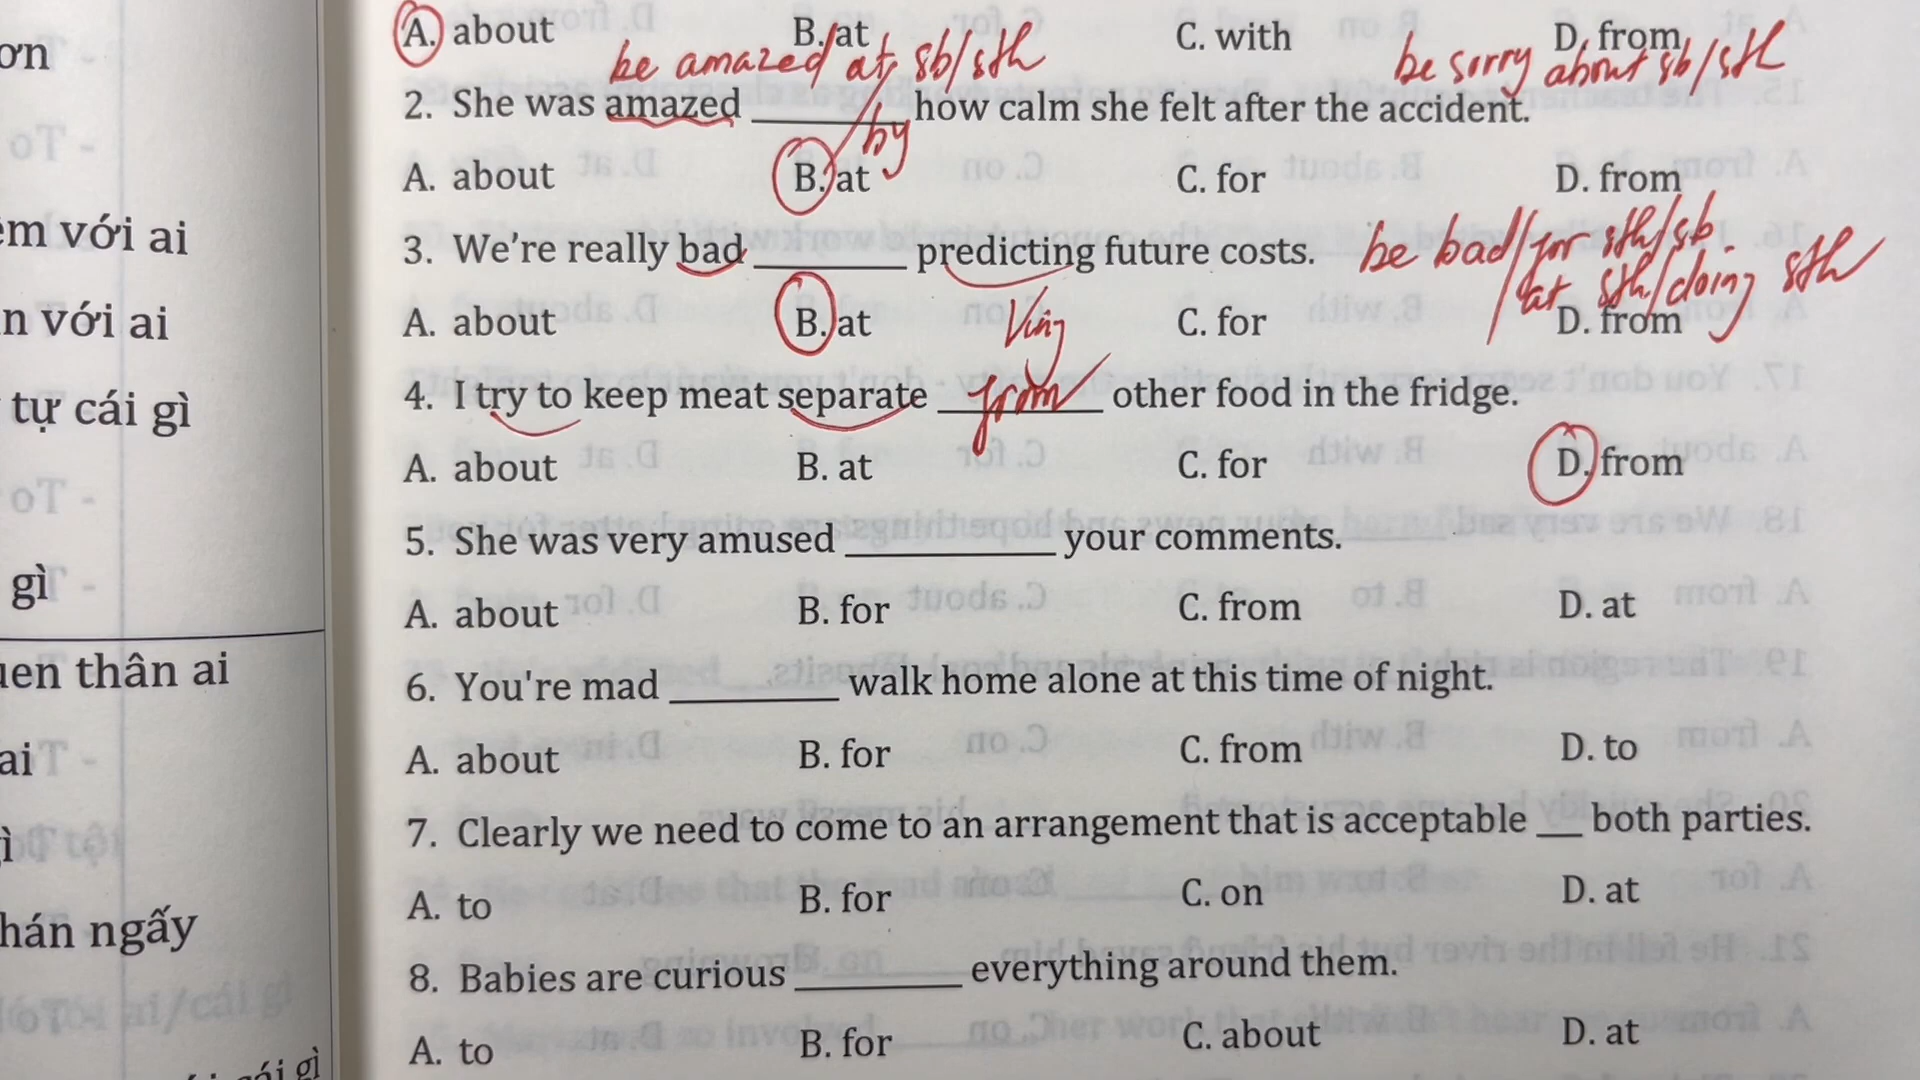 ơn
m với ai
n với ai
tự cái gì
gì
en thân ai
ai
hán ngấy
cái gì
A. about B. at C. with D. from
be amazed at sb/sth
by
be sorry about sb/sth
2. She was amazed ________ how calm she felt after the accident.
A. about B. at C. for D. from
3. We're really bad ________ predicting future costs.
be bad for sth/sb.
at sth/doing sth
A. about B. at C. for D. from
Ving
4. I try to keep meat separate from other food in the fridge.
A. about B. at C. for D. from
5. She was very amused __________ your comments.
A. about B. for C. from D. at
6. You're mad ________ walk home alone at this time of night.
A. about B. for C. from D. to
7. Clearly we need to come to an arrangement that is acceptable __ both parties.
A. to B. for C. on D. at
8. Babies are curious ________ everything around them.
A. to B. for C. about D. at